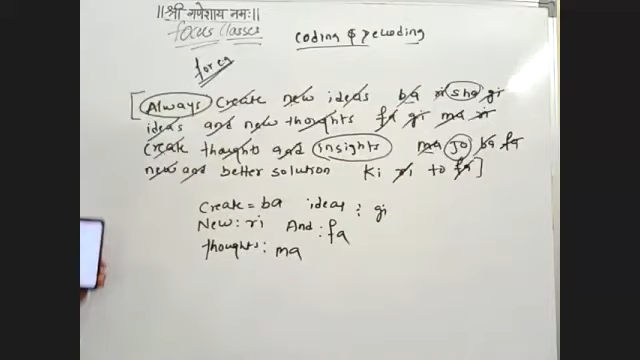 ||श्री गणेशाय नमः||
focus Classes
Coding & Decoding
for eg
[Always Create new ideas ba ri sha gi
ideas and new thoughts fa gi ma ri
Create thoughts and insights ma jo ba fa
new and better solution ki ri to fa]
Create = ba ideas : gi
New : ri And : fa
thoughts : ma